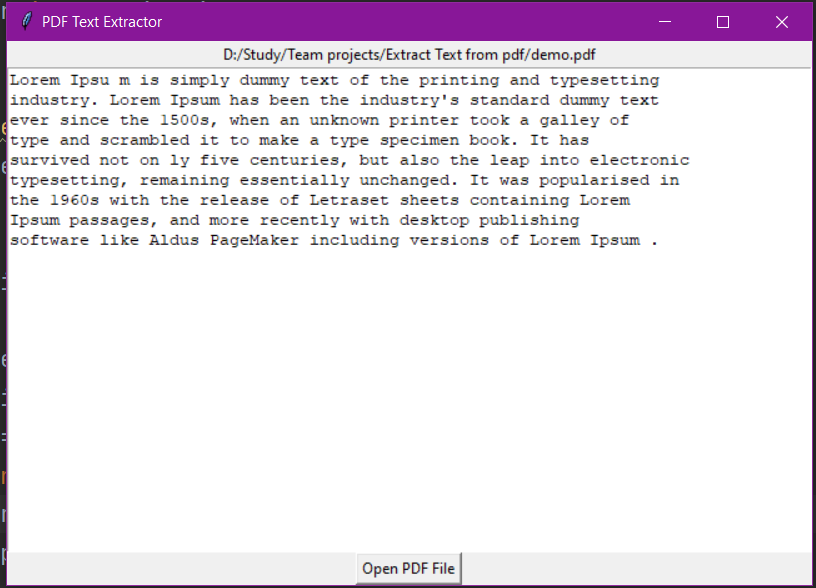 PDF Text Extractor
D:/Study/Team projects/Extract Text from pdf/demo.pdf
Lorem Ipsu m is simply dummy text of the printing and typesetting
industry. Lorem Ipsum has been the industry's standard dummy text
ever since the 1500s, when an unknown printer took a galley of
type and scrambled it to make a type specimen book. It has
survived not on ly five centuries, but also the leap into electronic
typesetting, remaining essentially unchanged. It was popularised in
the 1960s with the release of Letraset sheets containing Lorem
Ipsum passages, and more recently with desktop publishing
software like Aldus PageMaker including versions of Lorem Ipsum .
Open PDF File